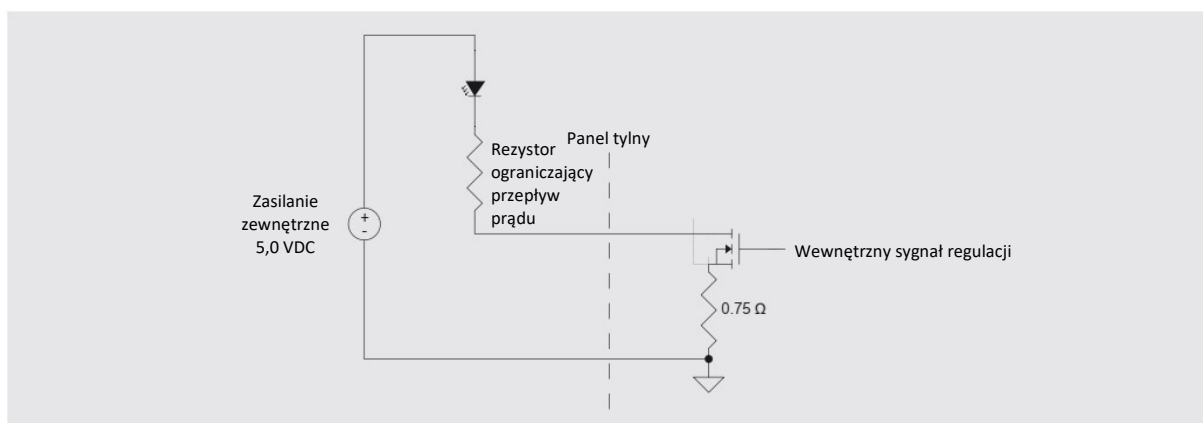 Panel tylny
Rezystor
ograniczający
przepływ
prądu
Zasilanie
zewnętrzne
5,0 VDC
+
-
Wewnętrzny sygnał regulacji
0.75 Ω